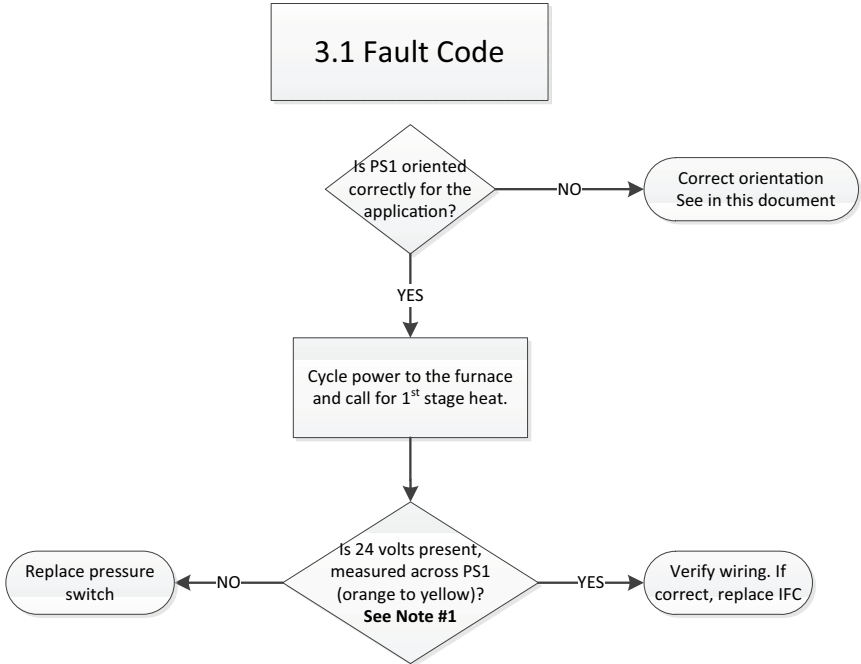 3.1 Fault Code
Is PS1 oriented
correctly for the
application?
NO
Correct orientation
See in this document
YES
Cycle power to the furnace
and call for 1st stage heat.
Is 24 volts present,
measured across PS1
(orange to yellow)?
See Note #1
NO
Replace pressure
switch
YES
Verify wiring. If
correct, replace IFC